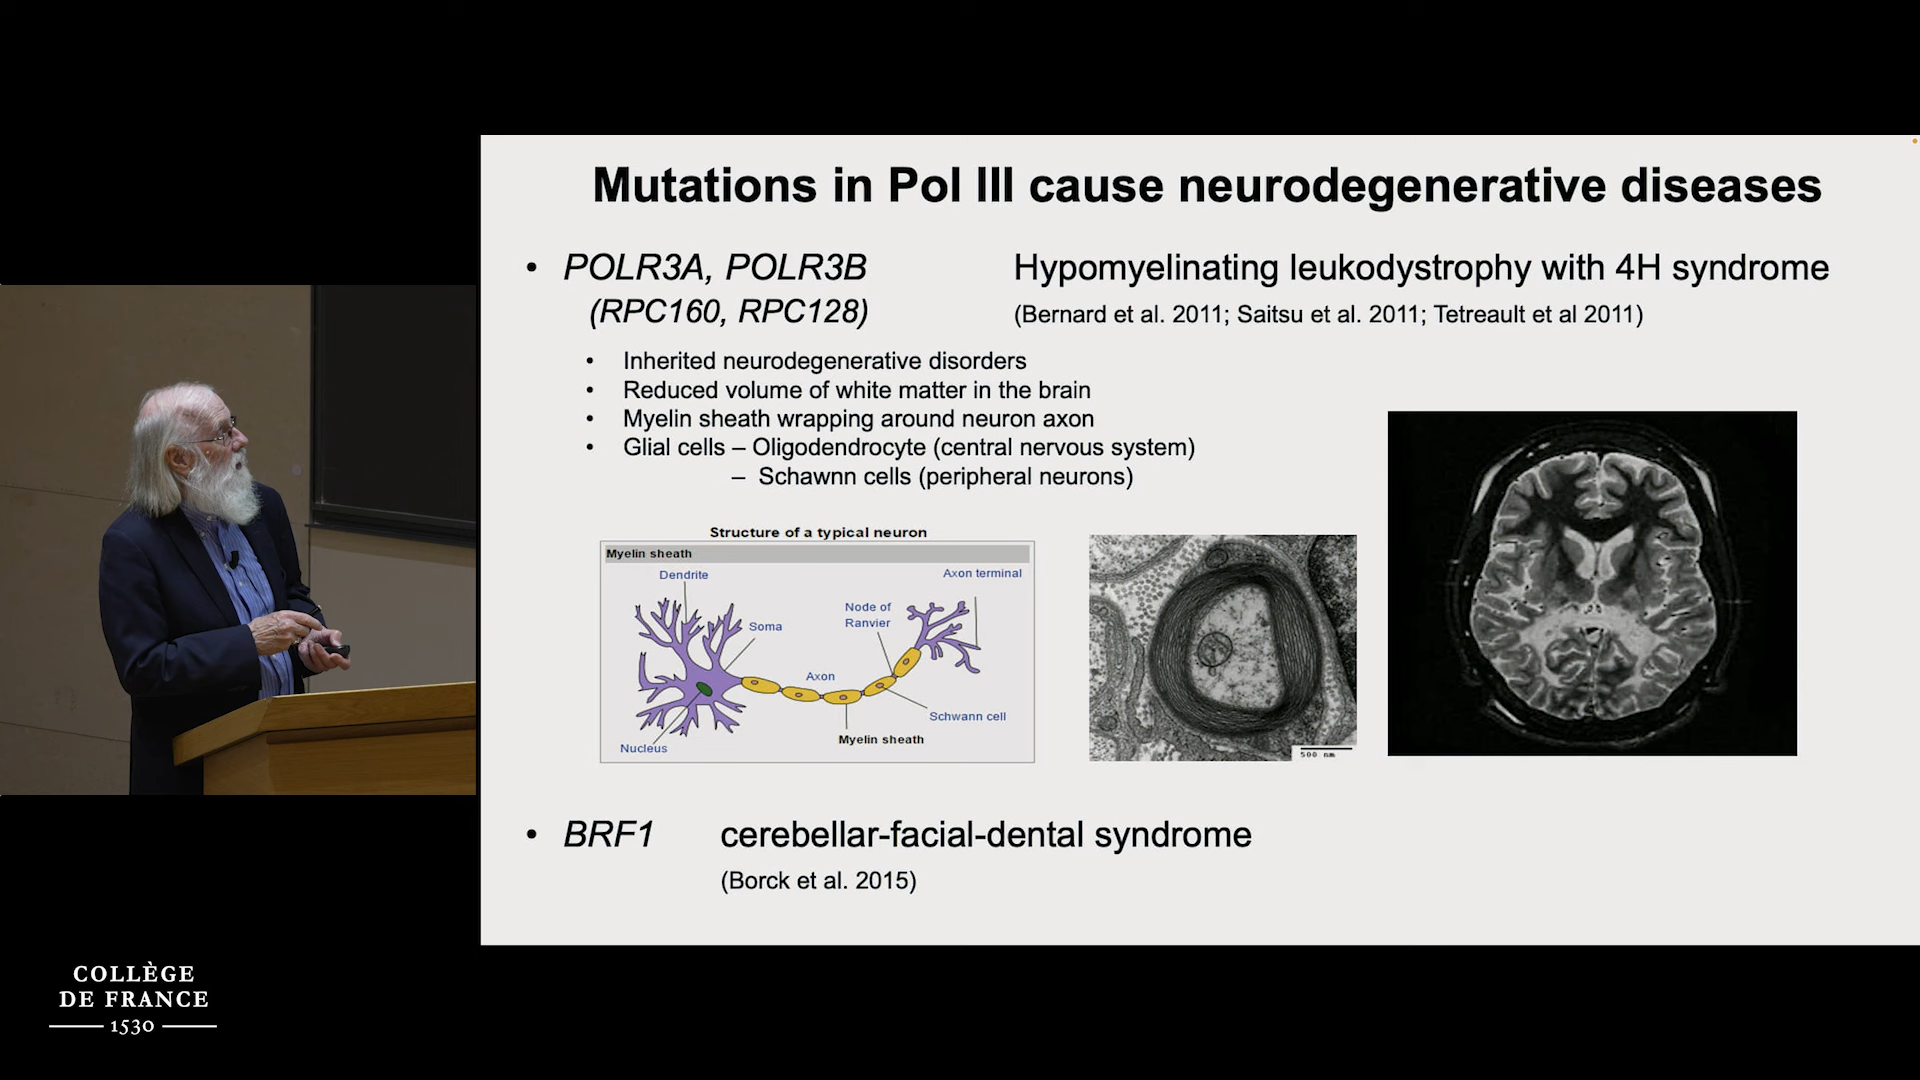 Mutations in Pol III cause neurodegenerative diseases
• POLR3A, POLR3B Hypomyelinating leukodystrophy with 4H syndrome
(RPC160, RPC128) (Bernard et al. 2011; Saitsu et al. 2011; Tetreault et al 2011)
• Inherited neurodegenerative disorders
• Reduced volume of white matter in the brain
• Myelin sheath wrapping around neuron axon
• Glial cells – Oligodendrocyte (central nervous system)
– Schawnn cells (peripheral neurons)
Structure of a typical neuron
Myelin sheath
Dendrite
Axon terminal
Node of
Ranvier
Soma
Axon
Schwann cell
Myelin sheath
Nucleus
500 nm
• BRF1 cerebellar-facial-dental syndrome
(Borck et al. 2015)
COLLÈGE
DE FRANCE
1530